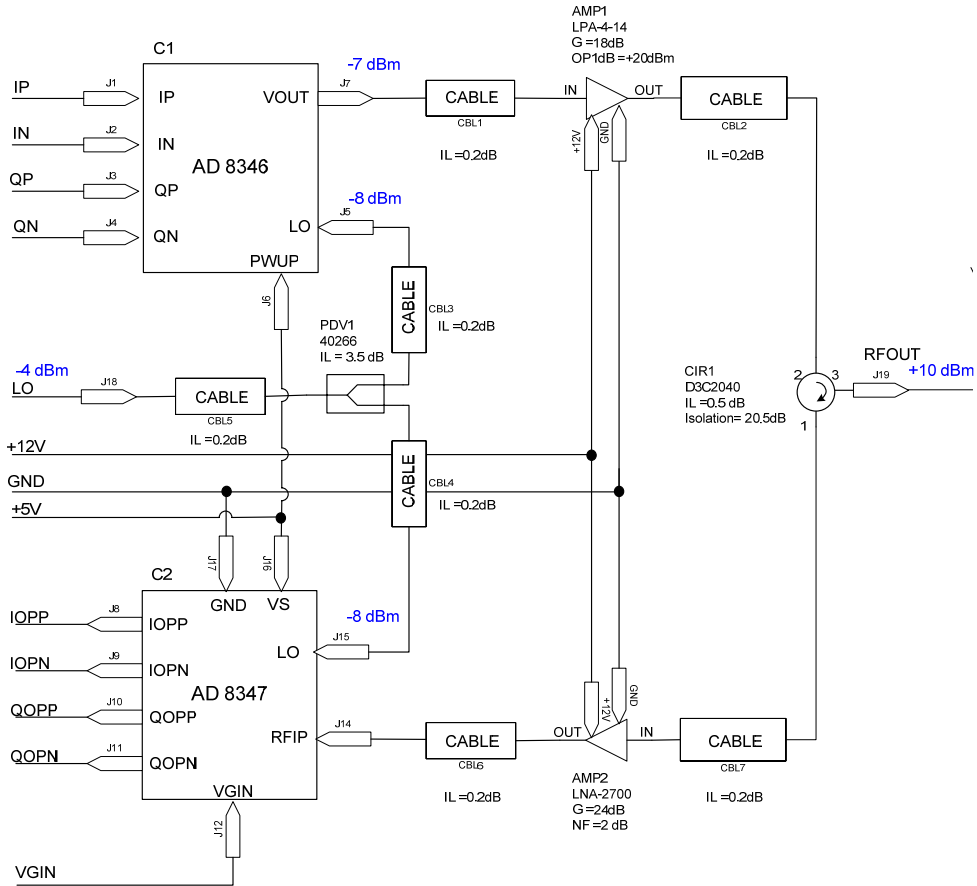 AMP1
LPA-4-14
G =18dB
OP1dB =+20dBm
C1
-7 dBm
IP
J1
IP
VOUT
J7
CABLE
CBL1
IL =0.2dB
IN
OUT
+12V
GND
CABLE
CBL2
IL =0.2dB
IN
J2
IN
AD 8346
QP
J3
QP
QN
J4
QN
-8 dBm
LO
J5
PWUP
J6
CABLE
CBL3
IL =0.2dB
PDV1
40266
IL = 3.5 dB
-4 dBm
LO
J18
CABLE
CBL5
IL =0.2dB
CIR1
D3C2040
IL =0.5 dB
Isolation= 20.5dB
2
3
1
RFOUT
J19
+10 dBm
+12V
GND
+5V
CABLE
CBL4
IL =0.2dB
J17
J16
C2
GND
VS
-8 dBm
LO
J15
IOPP
J8
IOPP
IOPN
J9
IOPN
AD 8347
QOPP
J10
QOPP
QOPN
J11
QOPN
RFIP
J14
CABLE
CBL6
IL =0.2dB
OUT
IN
+12V
GND
CABLE
CBL7
IL =0.2dB
AMP2
LNA-2700
G=24dB
NF =2 dB
VGIN
J12
VGIN